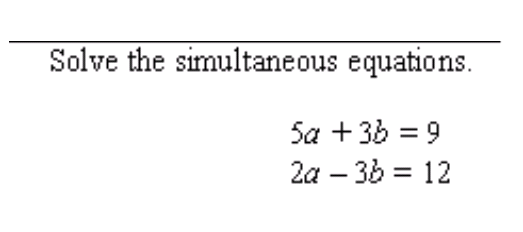 Solve the simultaneous equations.
5a + 3b = 9
2a – 3b = 12